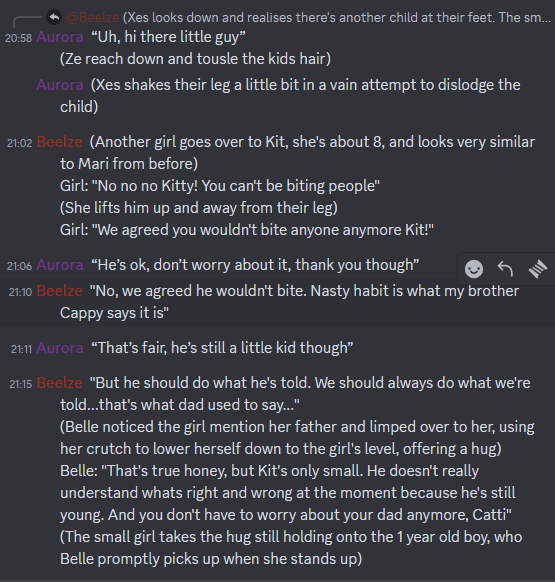 @Beelze (Xes looks down and realises there's another child at their feet. The sm...
20:58 Aurora “Uh, hi there little guy”
(Ze reach down and tousle the kids hair)
Aurora (Xes shakes their leg a little bit in a vain attempt to dislodge the
child)
21:02 Beelze (Another girl goes over to Kit, she's about 8, and looks very similar
to Mari from before)
Girl: "No no no Kitty! You can't be biting people"
(She lifts him up and away from their leg)
Girl: "We agreed you wouldn't bite anyone anymore Kit!"
21:06 Aurora “He’s ok, don’t worry about it, thank you though”
21:10 Beelze "No, we agreed he wouldn't bite. Nasty habit is what my brother
Cappy says it is"
21:11 Aurora “That’s fair, he’s still a little kid though”
21:15 Beelze "But he should do what he's told. We should always do what we're
told...that's what dad used to say..."
(Belle noticed the girl mention her father and limped over to her, using
her crutch to lower herself down to the girl's level, offering a hug)
Belle: "That's true honey, but Kit's only small. He doesn't really
understand whats right and wrong at the moment because he's still
young. And you don't have to worry about your dad anymore, Catti"
(The small girl takes the hug still holding onto the 1 year old boy, who
Belle promptly picks up when she stands up)